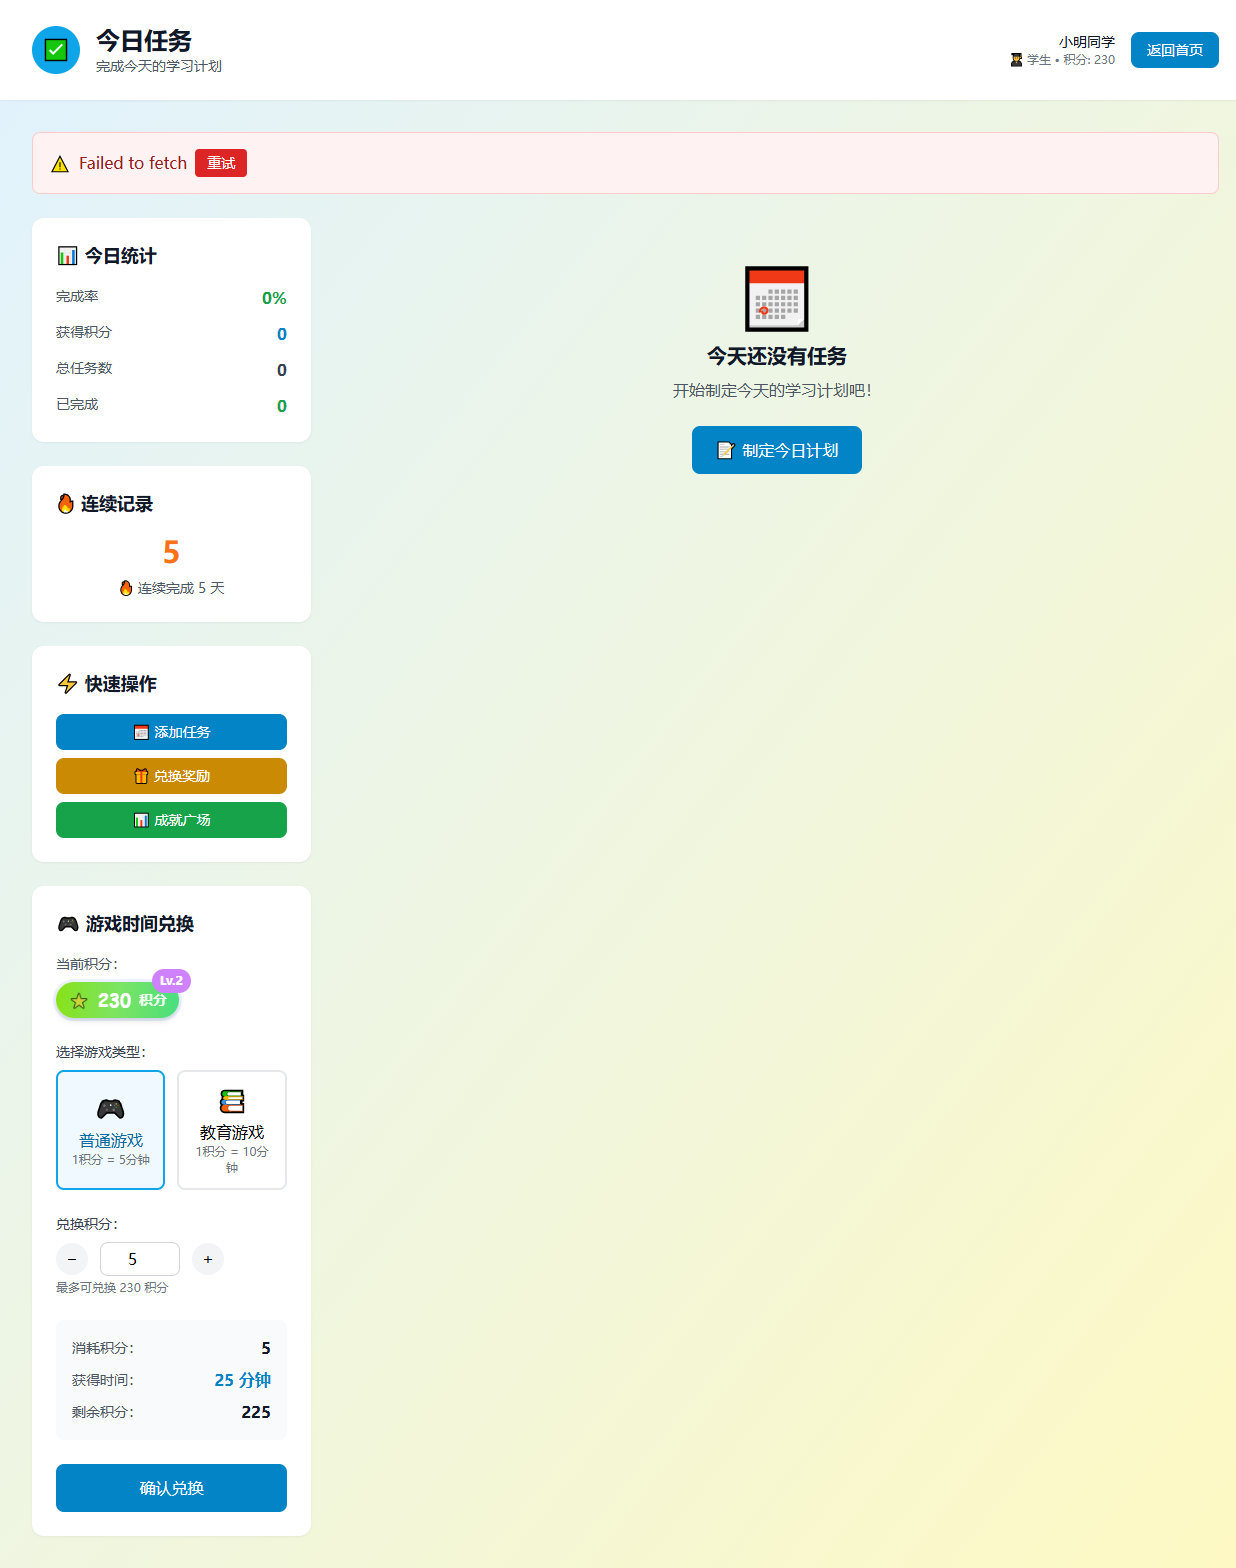 今日任务
完成今天的学习计划
小明同学
学生 • 积分: 230
返回首页
Failed to fetch
重试
今日统计
完成率
0%
获得积分
0
总任务数
0
已完成
0
今天还没有任务
开始制定今天的学习计划吧！
制定今日计划
连续记录
5
连续完成 5 天
快速操作
添加任务
兑换奖励
成就广场
游戏时间兑换
当前积分：
Lv.2
230 积分
选择游戏类型：
普通游戏
1积分 = 5分钟
教育游戏
1积分 = 10分
钟
兑换积分：
−
5
+
最多可兑换 230 积分
消耗积分：
5
获得时间：
25 分钟
剩余积分：
225
确认兑换